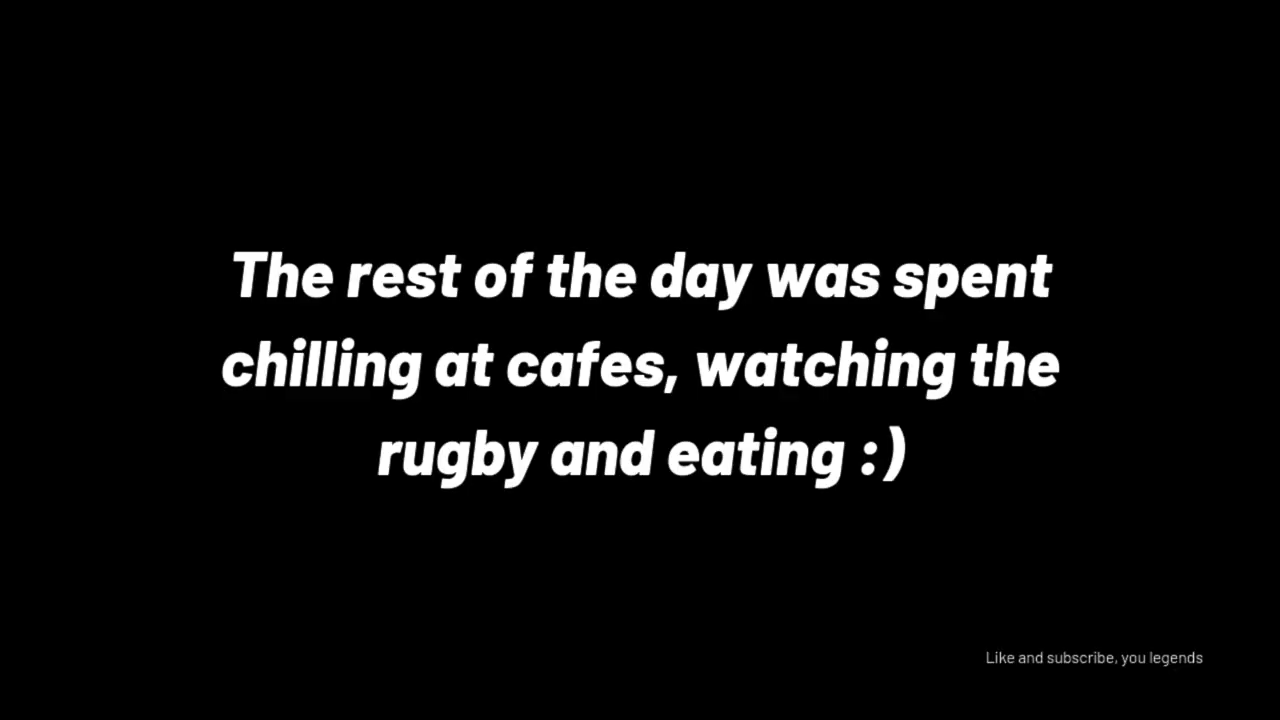 The rest of the day was spent
chilling at cafes, watching the
rugby and eating :)
Like and subscribe, you legends